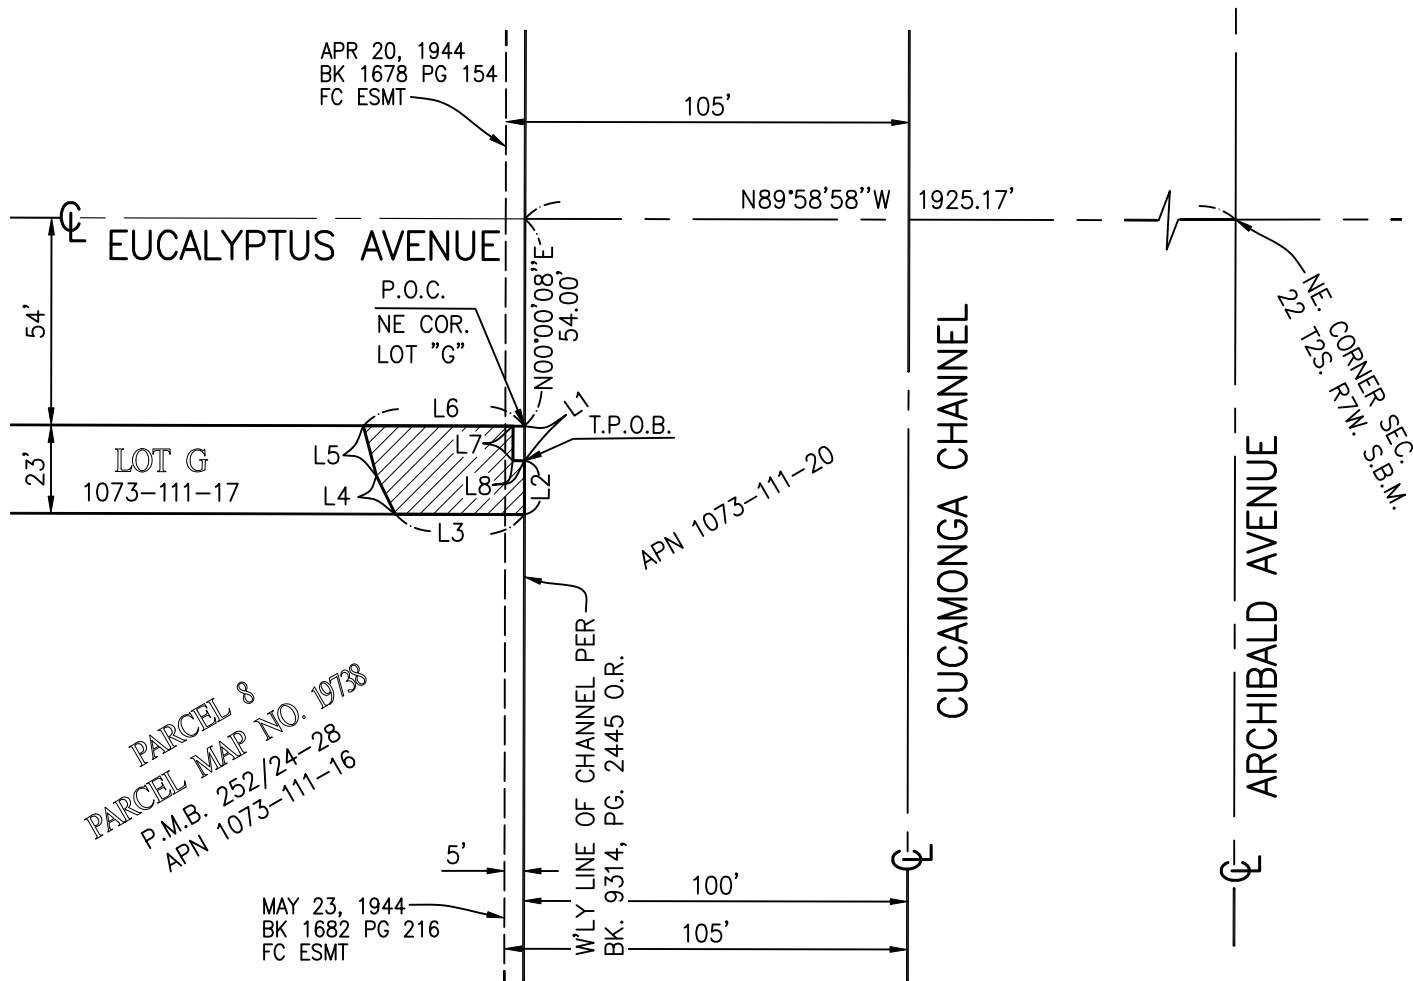 APR 20, 1944
BK 1678 PG 154
FC ESMT
105'
N89°58'58"W 1925.17'
℄
EUCALYPTUS AVENUE
N00°00'08"E
54.00'
P.O.C.
NE COR.
LOT "G"
54'
NE. CORNER SEC.
22 T2S. R7W. S.B.M.
CUCAMONGA CHANNEL
℄
ARCHIBALD AVENUE
℄
L6
L1
T.P.O.B.
L7
L5
LOT G
1073-111-17
23'
L8
L2
L4
L3
APN 1073-111-20
W'LY LINE OF CHANNEL PER
BK. 9314, PG. 2445 O.R.
PARCEL 8
PARCEL MAP NO. 19738
P.M.B. 252/24-28
APN 1073-111-16
5'
100'
MAY 23, 1944
BK 1682 PG 216
FC ESMT
105'